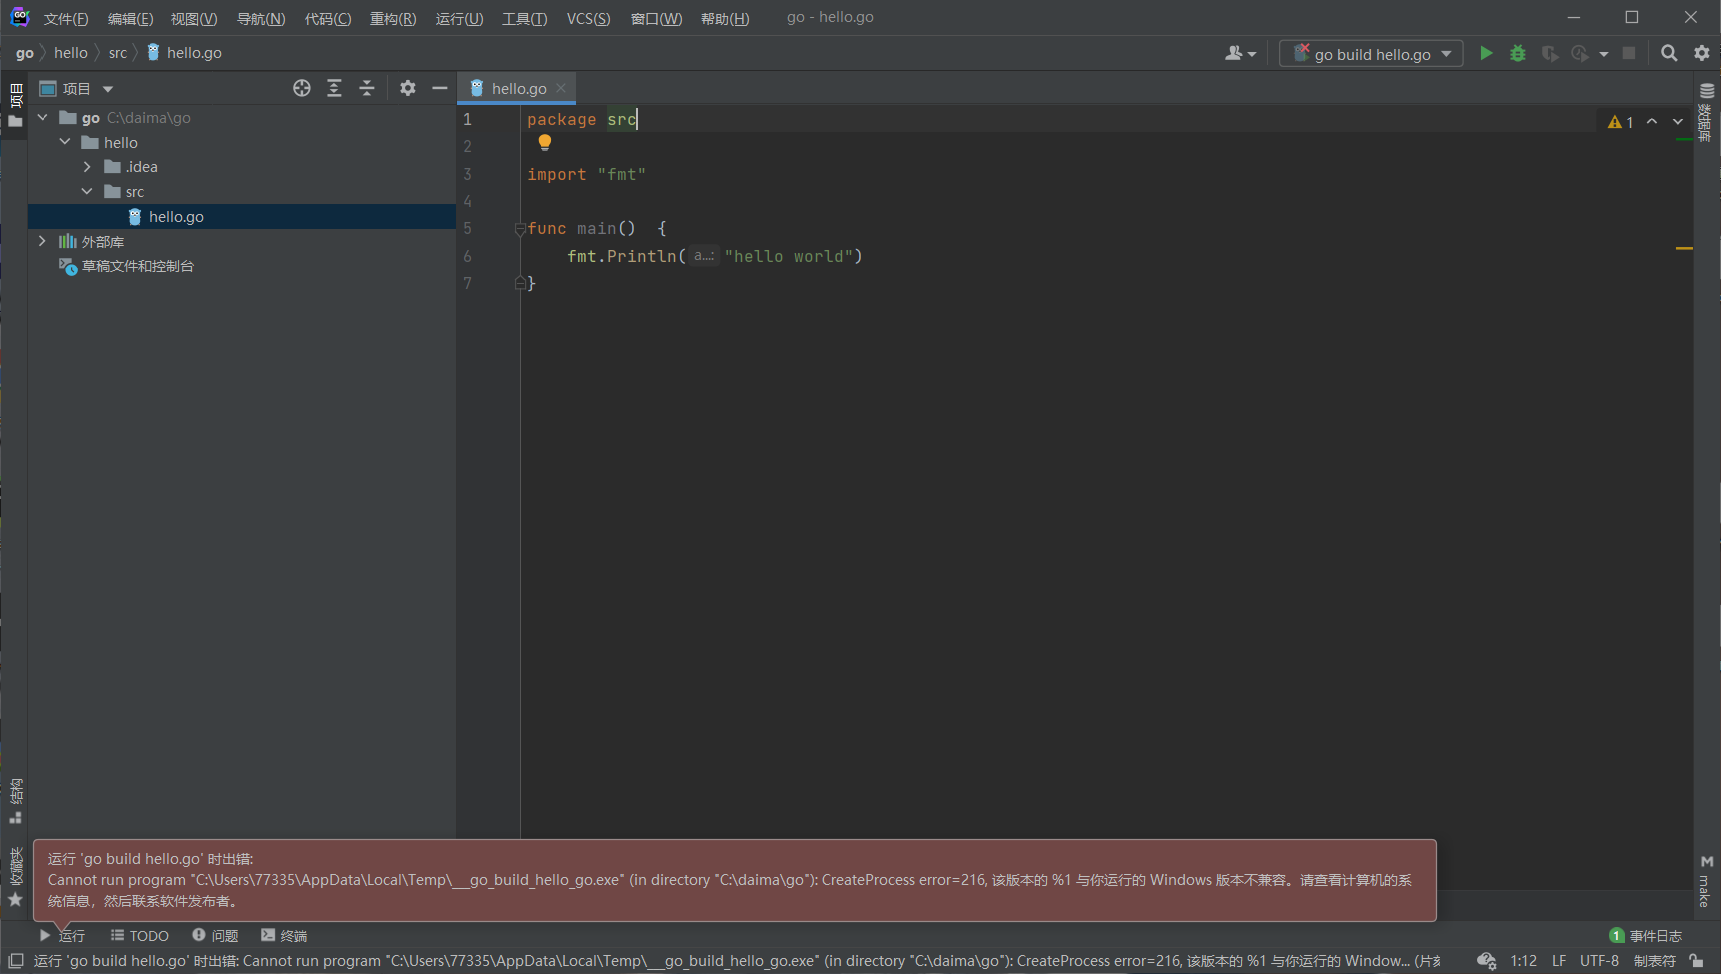 文件(F) 编辑(E) 视图(V) 导航(N) 代码(C) 重构(R) 运行(U) 工具(T) VCS(S) 窗口(W) 帮助(H) go - hello.go
go hello src hello.go
go build hello.go
项目
项目
hello.go
go C:\daima\go
hello
.idea
src
hello.go
外部库
草稿文件和控制台
1 package src
2
3 import "fmt"
4
5 func main()  {
6 fmt.Println( a...: "hello world")
7 }
1
数据库
结构
收藏夹
make
运行 'go build hello.go' 时出错:
Cannot run program "C:\Users\77335\AppData\Local\Temp\___go_build_hello_go.exe" (in directory "C:\daima\go"): CreateProcess error=216, 该版本的 %1 与你运行的 Windows 版本不兼容。请查看计算机的系
统信息，然后联系软件发布者。
运行 TODO 问题 终端 1 事件日志
运行 'go build hello.go' 时出错: Cannot run program "C:\Users\77335\AppData\Local\Temp\___go_build_hello_go.exe" (in directory "C:\daima\go"): CreateProcess error=216, 该版本的 %1 与你运行的 Window... (片刻 1:12 LF UTF-8 制表符